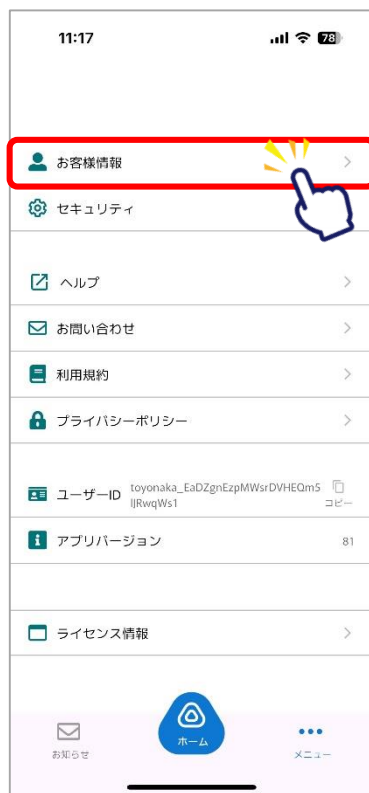 11:17 78
お客様情報
セキュリティ
ヘルプ
お問い合わせ
利用規約
プライバシーポリシー
ユーザーID toyonaka_EaDZgnEzpMWsrDVHEQmS
IJRwqWs1 コピー
アプリバージョン 81
ライセンス情報
お知らせ ホーム メニュー